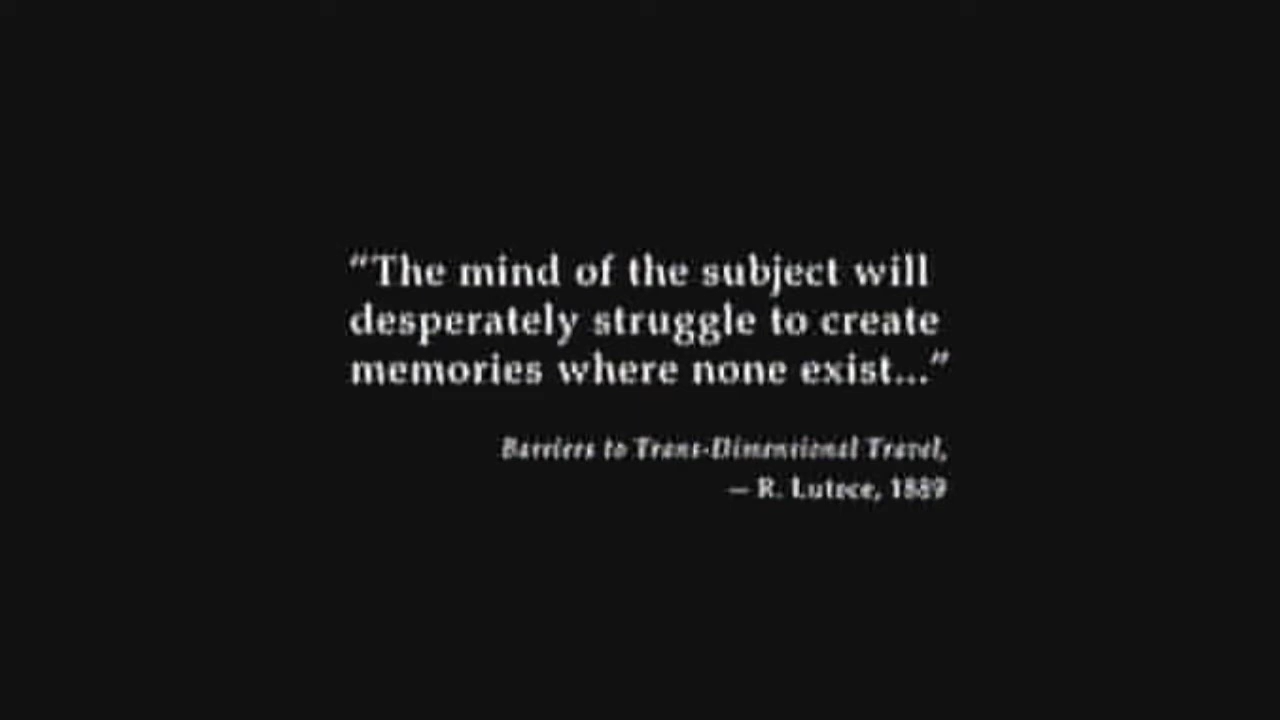 “The mind of the subject will
desperately struggle to create
memories where none exist...”
Barriers to Trans-Dimensional Travel,
— R. Lutece, 1889